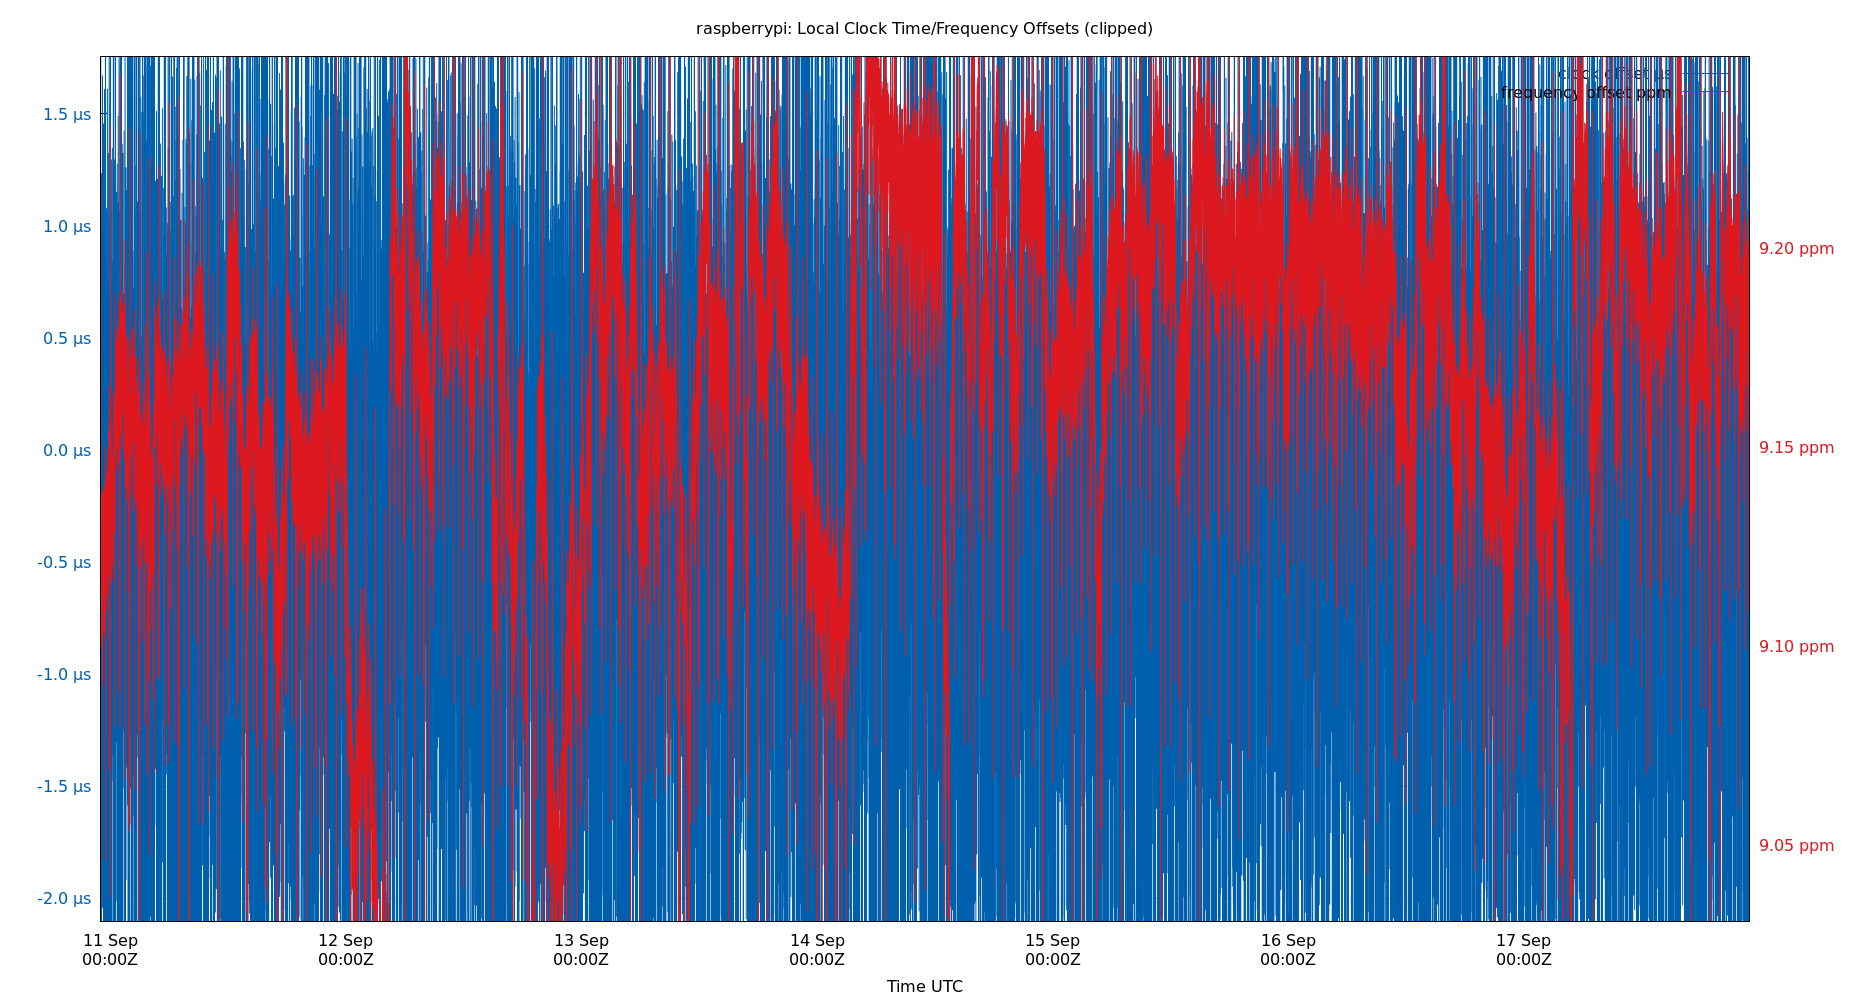 raspberrypi: Local Clock Time/Frequency Offsets (clipped)
clock offset µs
frequency offset ppm
1.5 µs
1.0 µs
0.5 µs
0.0 µs
-0.5 µs
-1.0 µs
-1.5 µs
-2.0 µs
9.20 ppm
9.15 ppm
9.10 ppm
9.05 ppm
11 Sep 12 Sep 13 Sep 14 Sep 15 Sep 16 Sep 17 Sep
00:00Z 00:00Z 00:00Z 00:00Z 00:00Z 00:00Z 00:00Z
Time UTC